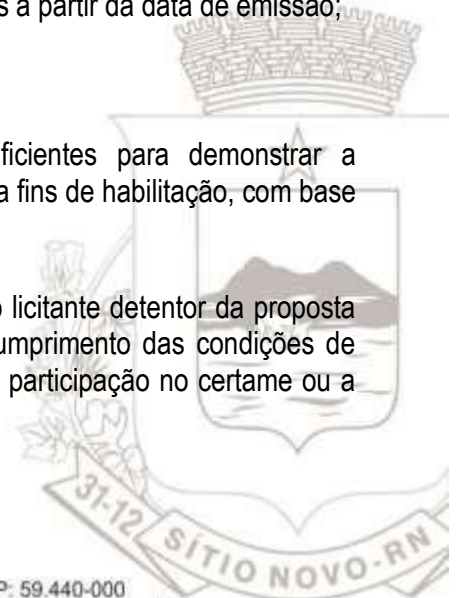 s a partir da data de emissão;
ficientes para demonstrar a
a fins de habilitação, com base
o licitante detentor da proposta
umprimento das condições de
participação no certame ou a
31-12 SÍTIO NOVO-RN
P: 59.440-000